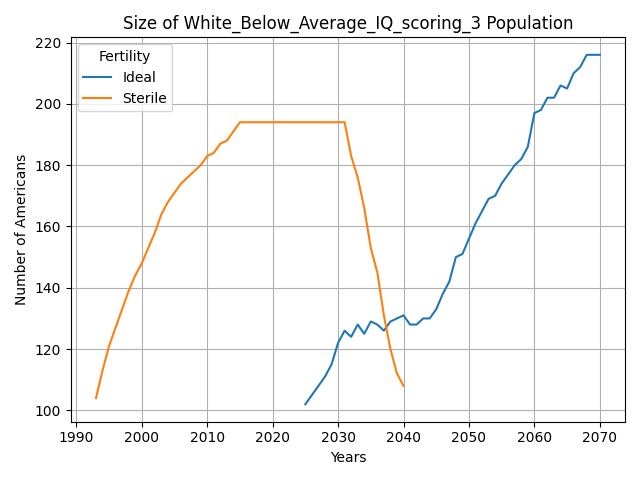 Size of White_Below_Average_IQ_scoring_3 Population
Fertility
Ideal
Sterile
Number of Americans
220
200
180
160
140
120
100
1990 2000 2010 2020 2030 2040 2050 2060 2070
Years